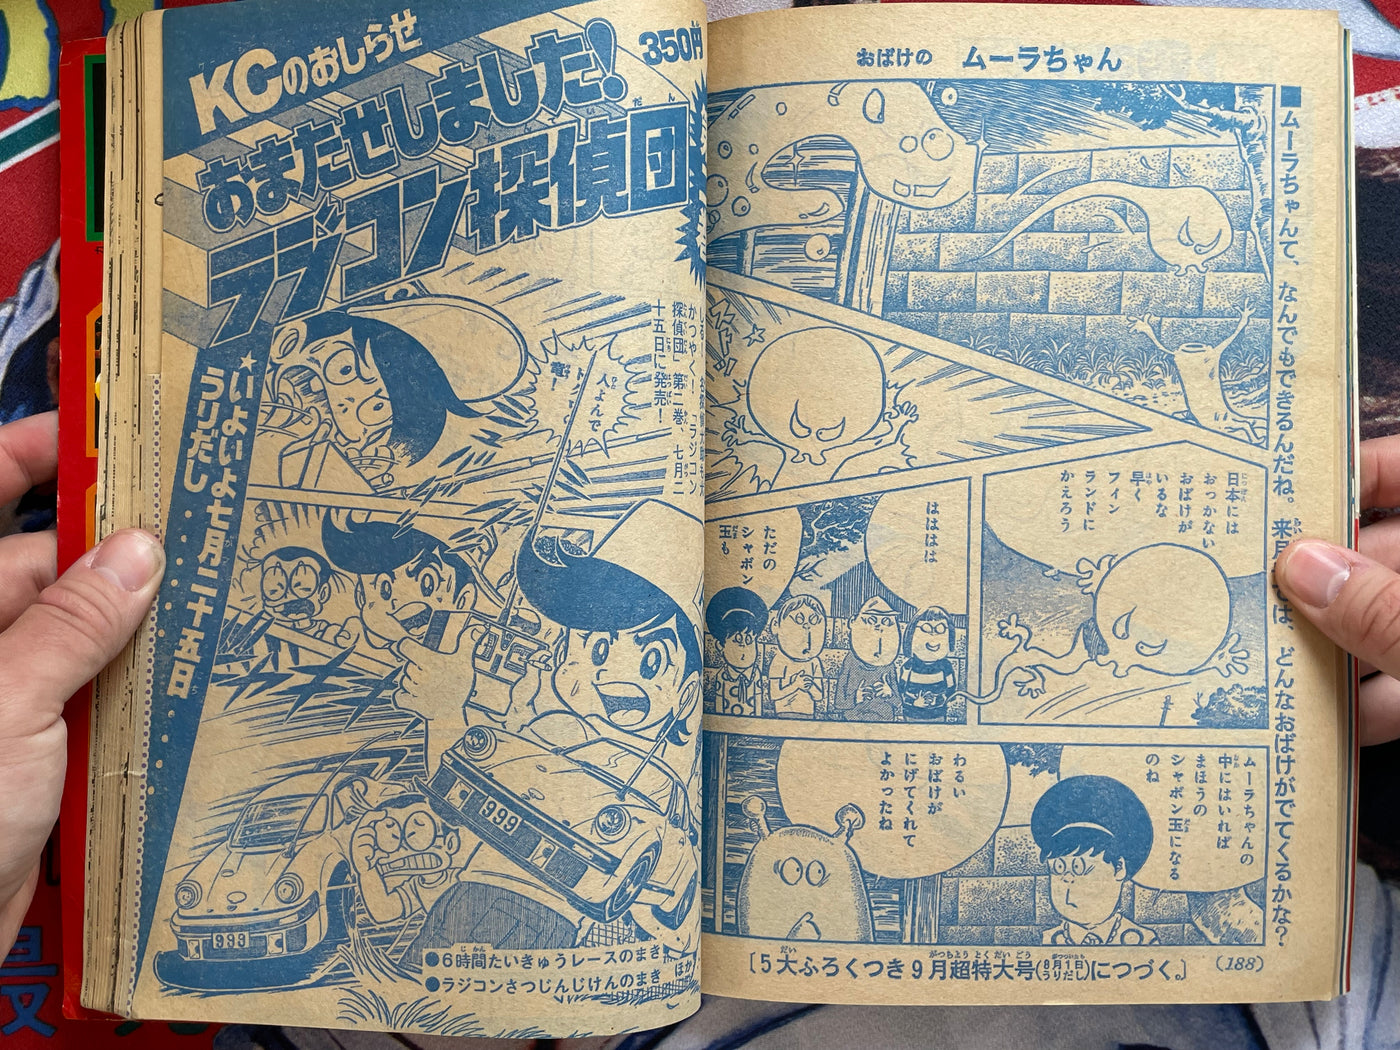 おばけの ムーラちゃん
■ムーラちゃんて、なんでもできるんだね。来月
は、どんなおばけがでてくるかな?
日本には
おっかない
おばけが
いるな
早く
フィン
ランドに
かえろう
はははは
ただの
シャボン
玉も
ムーラちゃんの
中にはいれば
まほうの
シャボン玉になる
のね
わるい
おばけが
にげてくれて
よかったね
〔5大ふろくつき9月超特大号(8月1日うりだし)につづく。〕
(188)
KCのおしらせ
350円
おまたせしました!
ラジコン探偵団
★いよいよ七月二十五日
うりだし
かつやく! 『ラジコン
探偵団』第二巻、七月二
十五日に発売!
人よんで
竜!
999
999
●6時間たいきゅうレースのまき
●ラジコンさつじんじけんのまき ほか